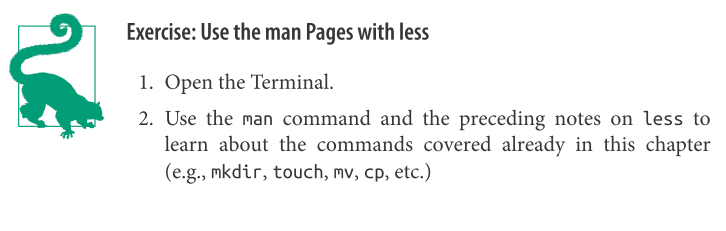 Exercise: Use the man Pages with less
1. Open the Terminal.
2. Use the man command and the preceding notes on less to
learn about the commands covered already in this chapter
(e.g., mkdir, touch, mv, cp, etc.)